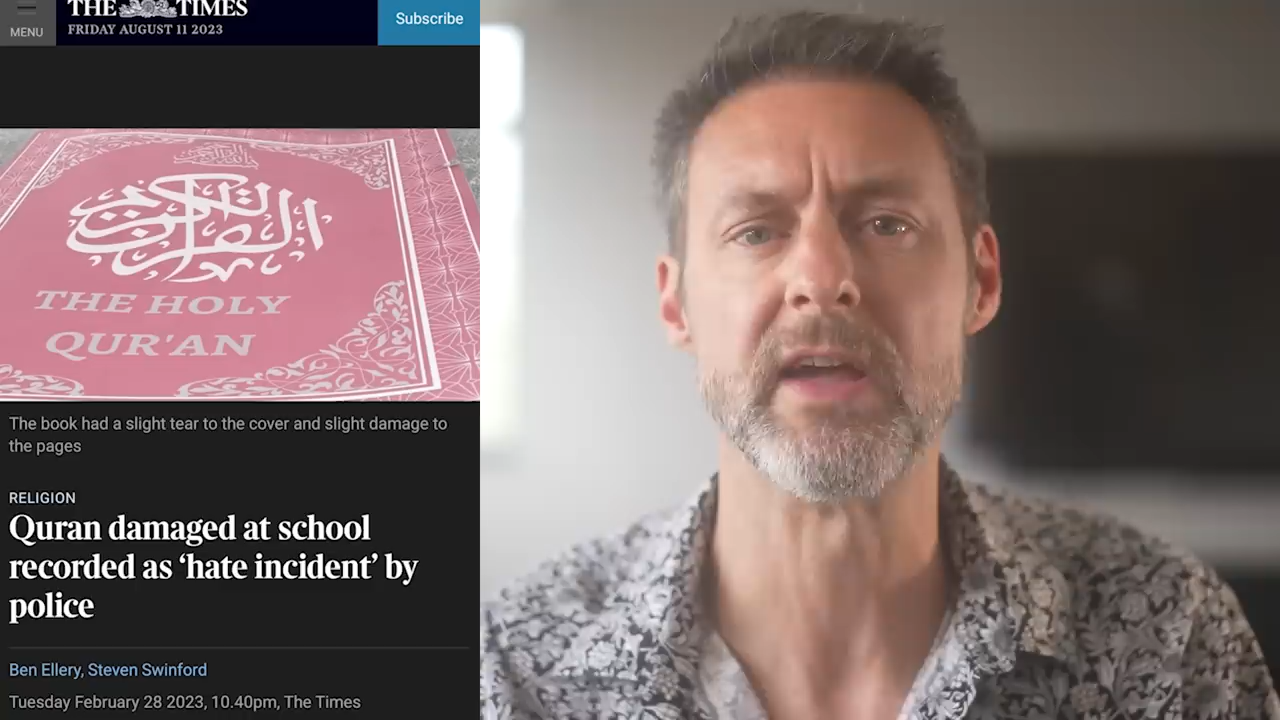 THE TIMES
Subscribe
MENU
FRIDAY AUGUST 11 2023
القرآن الكريم
THE HOLY
QUR'AN
The book had a slight tear to the cover and slight damage to
the pages
RELIGION
Quran damaged at school
recorded as ‘hate incident’ by
police
Ben Ellery, Steven Swinford
Tuesday February 28 2023, 10.40pm, The Times